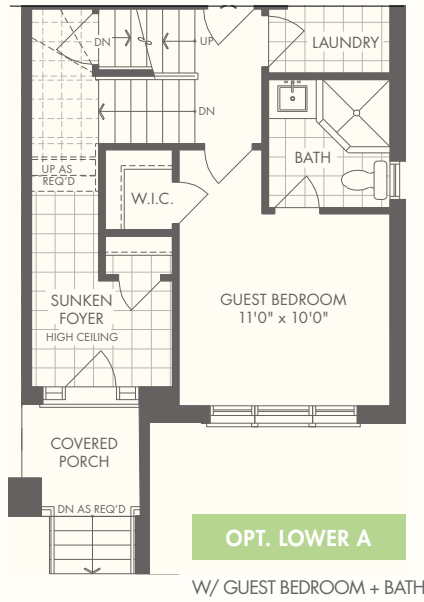 DN
UP
LAUNDRY
DN
BATH
UP AS
REQ'D
W.I.C.
SUNKEN
FOYER
HIGH CEILING
GUEST BEDROOM
11'0" x 10'0"
COVERED
PORCH
DN AS REQ'D
OPT. LOWER A
W/ GUEST BEDROOM + BATH